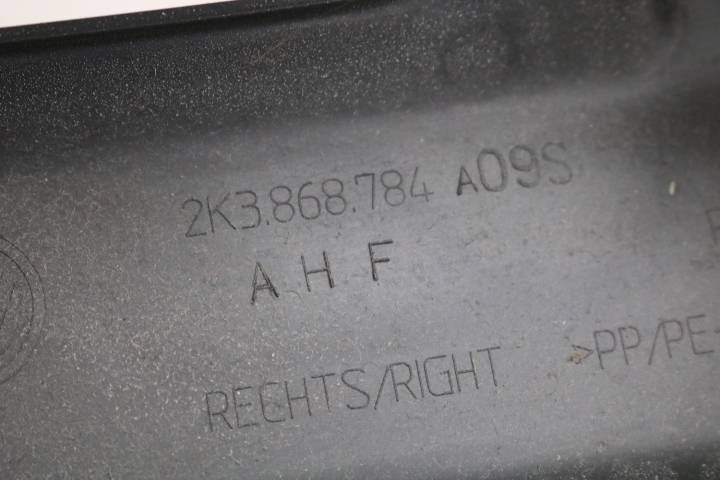 2K3.868.784 A09S
A H F
RECHTS/RIGHT >PP/PE